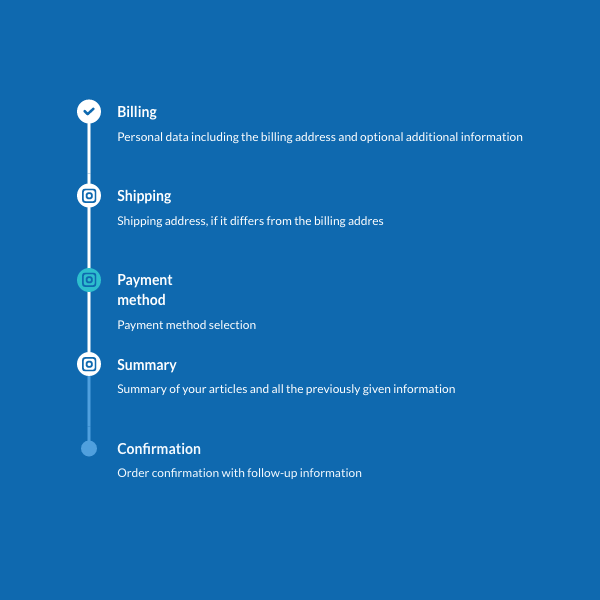 Billing
Personal data including the billing address and optional additional information
Shipping
Shipping address, if it differs from the billing addres
Payment
method
Payment method selection
Summary
Summary of your articles and all the previously given information
Confirmation
Order confirmation with follow-up information